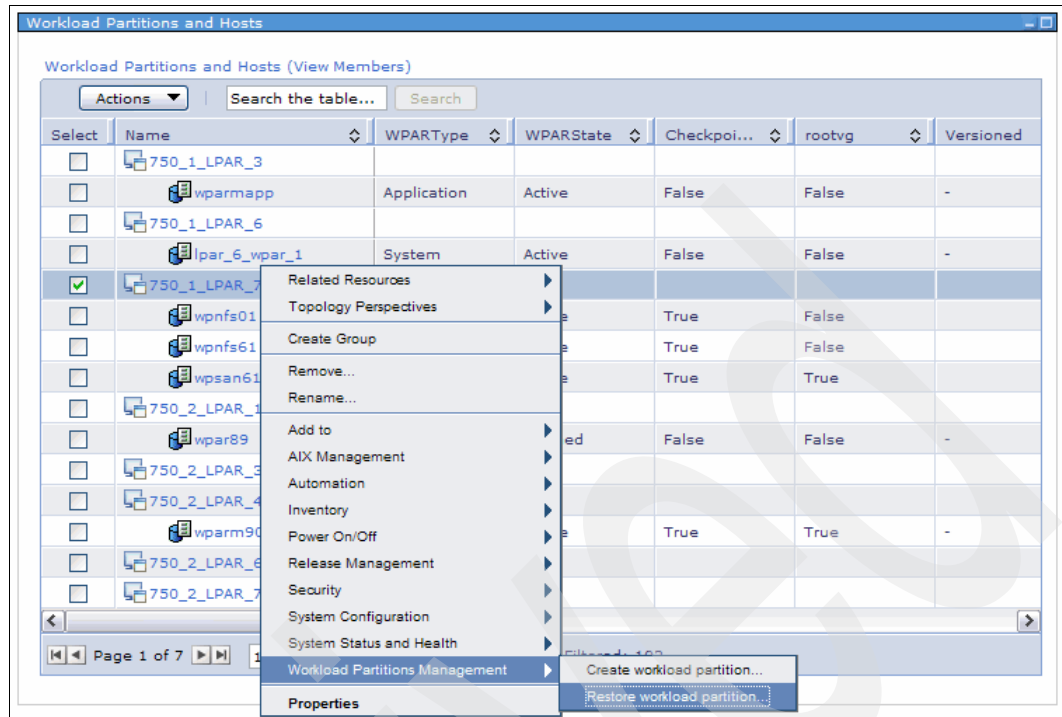 Workload Partitions and Hosts
Workload Partitions and Hosts (View Members)
Actions Search the table... Search
Select Name WPARType WPARState Checkpoi... rootvg Versioned
750_1_LPAR_3
wparmapp Application Active False False -
750_1_LPAR_6
lpar_6_wpar_1 System Active False False -
750_1_LPAR_7
wpnfs01 e True False
wpnfs61 e True False
wpsan61 e True True
750_2_LPAR_1
wpar89 ed False False -
750_2_LPAR_3
750_2_LPAR_4
wparm90 e True True -
750_2_LPAR_6
750_2_LPAR_7
Page 1 of 7 1
Related Resources
Topology Perspectives
Create Group
Remove...
Rename...
Add to
AIX Management
Automation
Inventory
Power On/Off
Release Management
Security
System Configuration
System Status and Health
Workload Partitions Management
Properties
Create workload partition...
Restore workload partition...